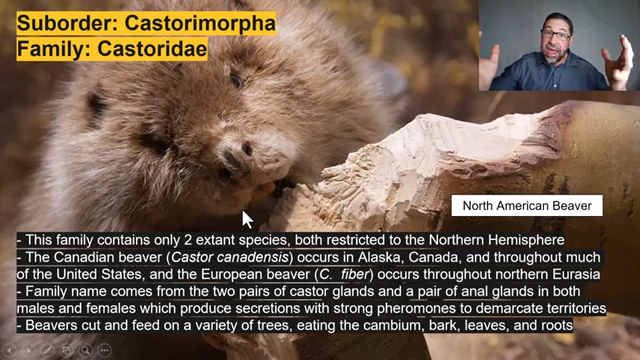 Suborder: Castorimorpha
Family: Castoridae
North American Beaver
- This family contains only 2 extant species, both restricted to the Northern Hemisphere
- The Canadian beaver (Castor canadensis) occurs in Alaska, Canada, and throughout much
of the United States, and the European beaver (C. fiber) occurs throughout northern Eurasia
- Family name comes from the two pairs of castor glands and a pair of anal glands in both
males and females which produce secretions with strong pheromones to demarcate territories
- Beavers cut and feed on a variety of trees, eating the cambium, bark, leaves, and roots